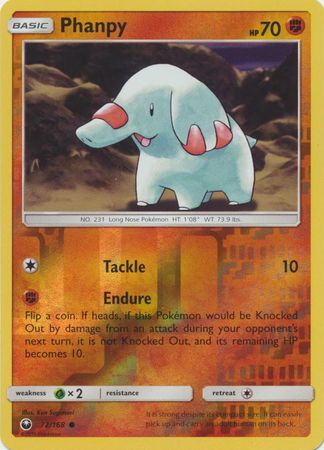 BASIC Phanpy HP 70
NO. 231 Long Nose Pokémon HT: 1'08" WT: 73.9 lbs.
Tackle 10
Endure
Flip a coin. If heads, if this Pokémon would be Knocked
Out by damage from an attack during your opponent's
next turn, it is not Knocked Out, and its remaining HP
becomes 10.
weakness ×2 resistance retreat
Illus. Ken Sugimori
72/168
It is strong despite its compact size. It can easily
pick up and carry an adult human on its back.